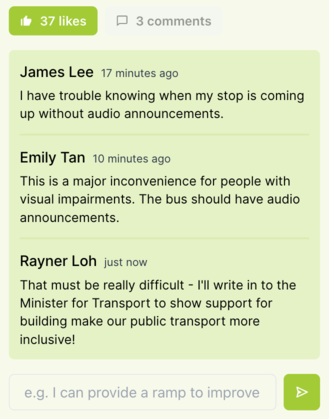 37 likes
3 comments
James Lee 17 minutes ago
I have trouble knowing when my stop is coming
up without audio announcements.
Emily Tan 10 minutes ago
This is a major inconvenience for people with
visual impairments. The bus should have audio
announcements.
Rayner Loh just now
That must be really difficult - I'll write in to the
Minister for Transport to show support for
building make our public transport more
inclusive!
e.g. I can provide a ramp to improve